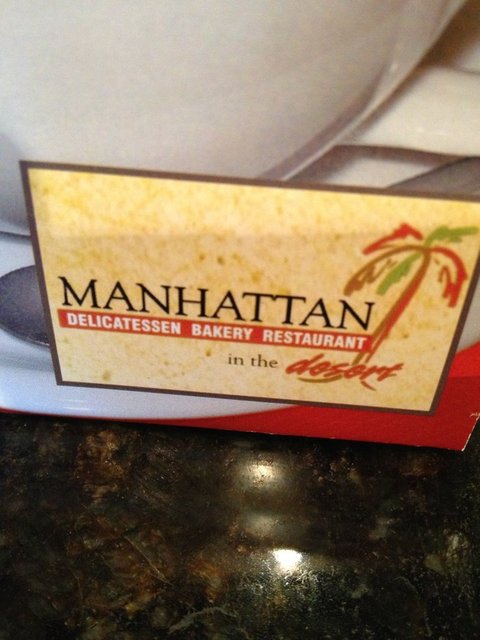 MANHATTAN
DELICATESSEN BAKERY RESTAURANT
in the desert